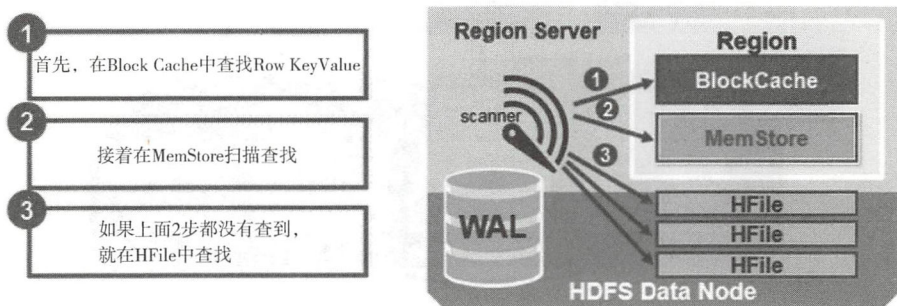 1
首先，在Block Cache中查找Row KeyValue
2
接着在MemStore扫描查找
3
如果上面2步都没有查到，
就在HFile中查找
Region Server
Region
BlockCache
MemStore
scanner
1
2
3
HFile
HFile
HFile
WAL
HDFS Data Node